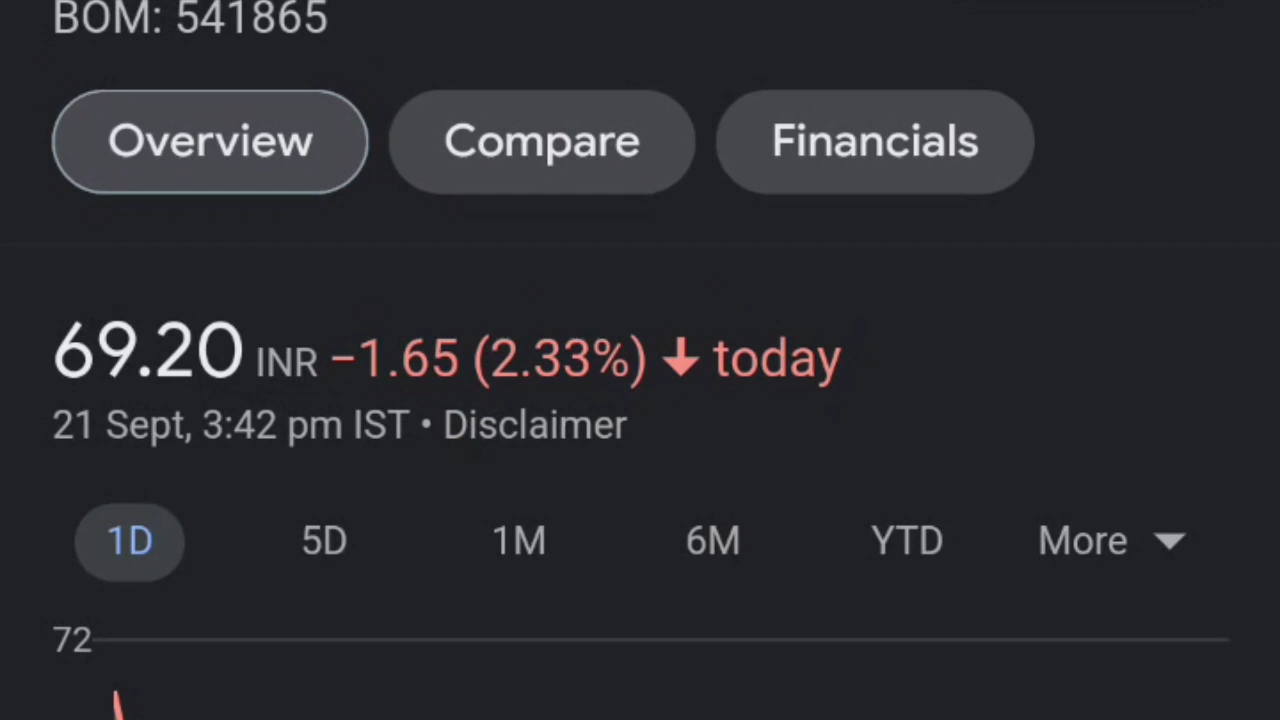 BOM: 541865
Overview Compare Financials
69.20 INR −1.65 (2.33%) ↓ today
21 Sept, 3:42 pm IST • Disclaimer
1D 5D 1M 6M YTD More
72